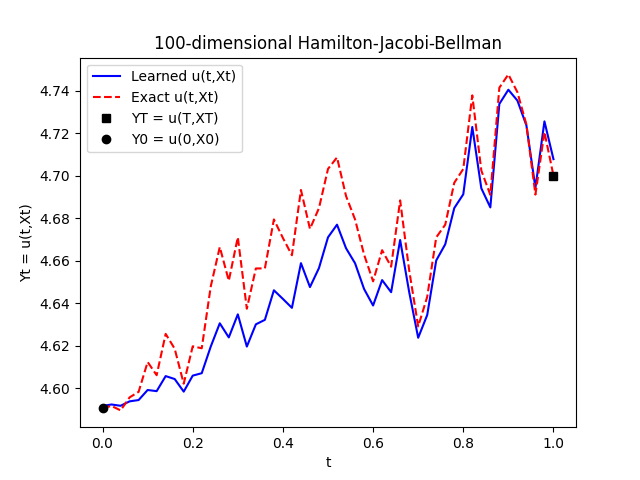 100-dimensional Hamilton-Jacobi-Bellman
Learned u(t,Xt)
Exact u(t,Xt)
YT = u(T,XT)
Y0 = u(0,X0)
Yt = u(t,Xt)
4.74
4.72
4.70
4.68
4.66
4.64
4.62
4.60
0.0 0.2 0.4 0.6 0.8 1.0
t